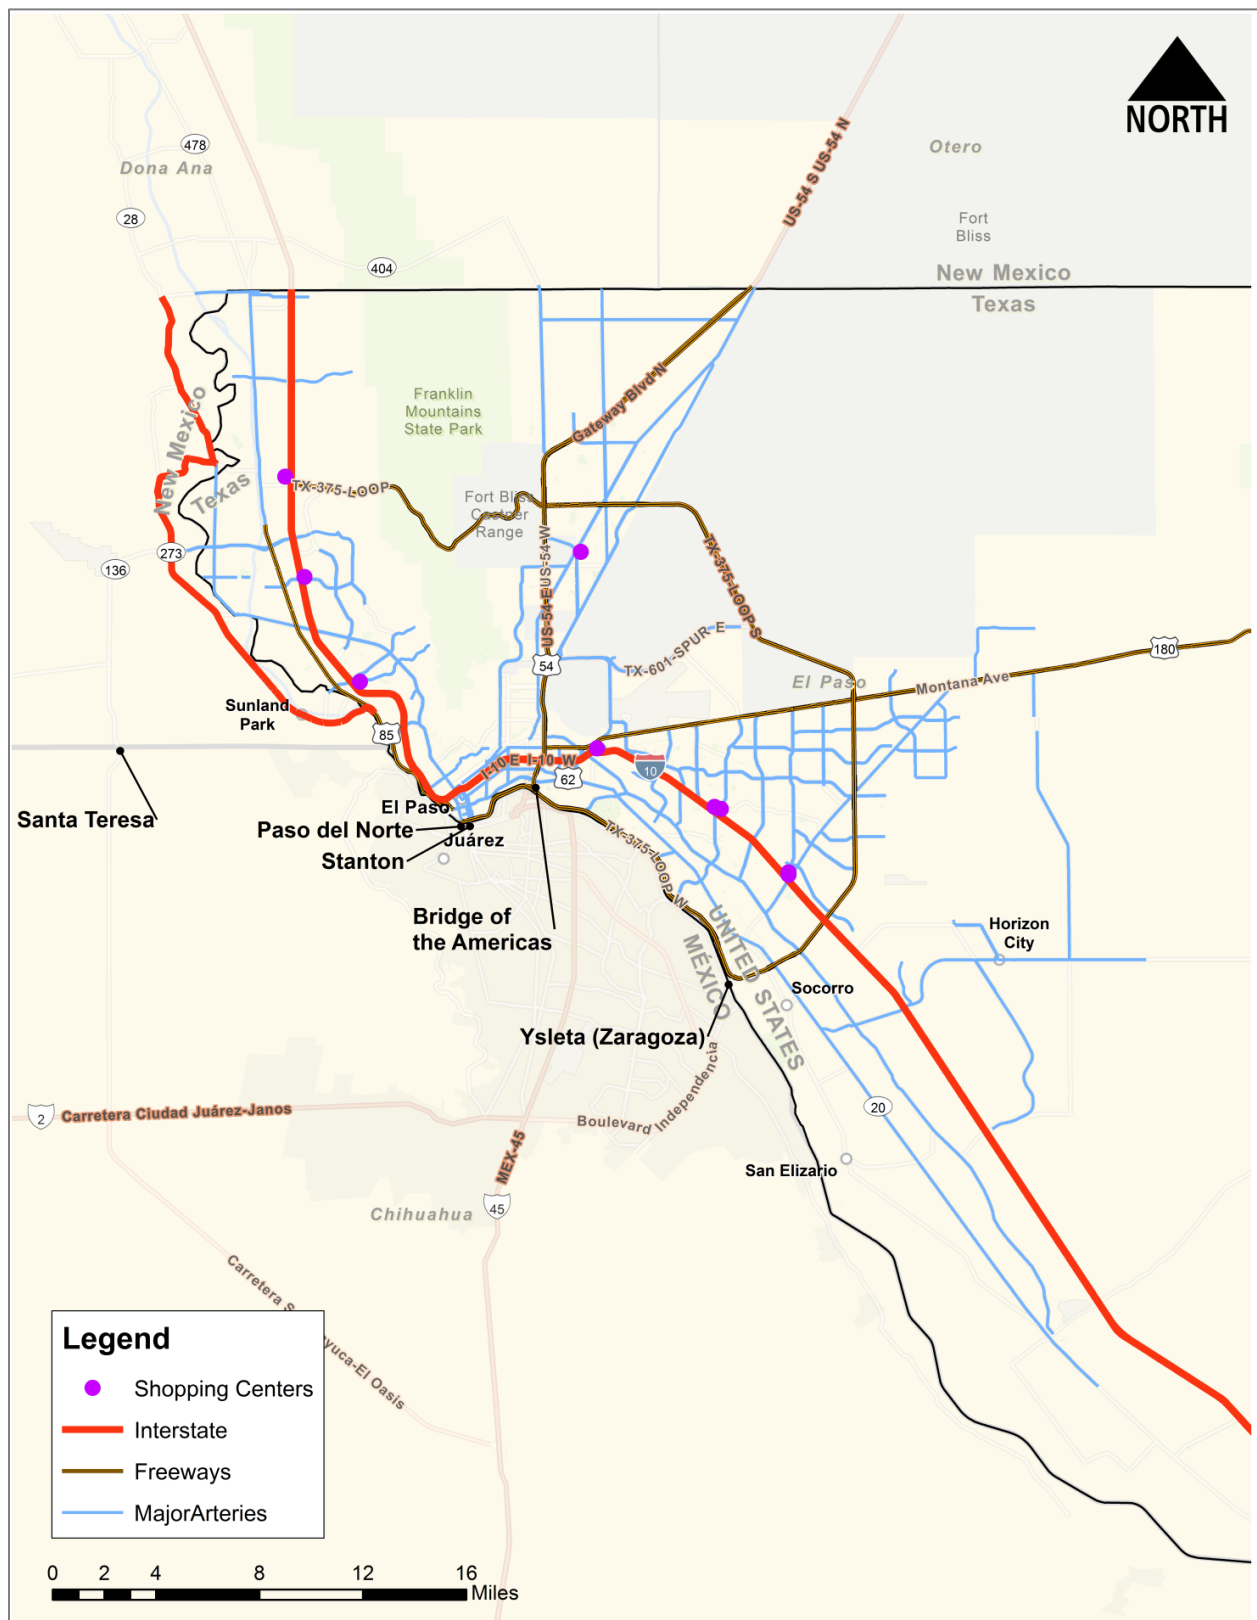 NORTH
478
Dona Ana
Otero
28
Fort
Bliss
US-54 S US-54 N
404
New Mexico
Texas
Franklin
Mountains
State Park
Gateway Blvd N
New Mexico
Texas
TX-375-LOOP
Fort Bliss
Castner
Range
US-54 E US-54-W
TX-375-LOOP S
273
136
TX-601-SPUR E
54
180
El Paso
Montana Ave
Sunland
Park
85
I-10 E I-10 W
62
10
El Paso
Santa Teresa
Paso del Norte
Juárez
Stanton
TX-375-LOOP W
Bridge of
the Americas
UNITED STATES
MÉXICO
Horizon
City
Socorro
Ysleta (Zaragoza)
2
Carretera Ciudad Juárez-Janos
Boulevard Independencia
20
MEX-45
San Elizario
45
Chihuahua
Carretera S
yuca-El Oasis
Legend
Shopping Centers
Interstate
Freeways
MajorArteries
0 2 4 8 12 16
Miles